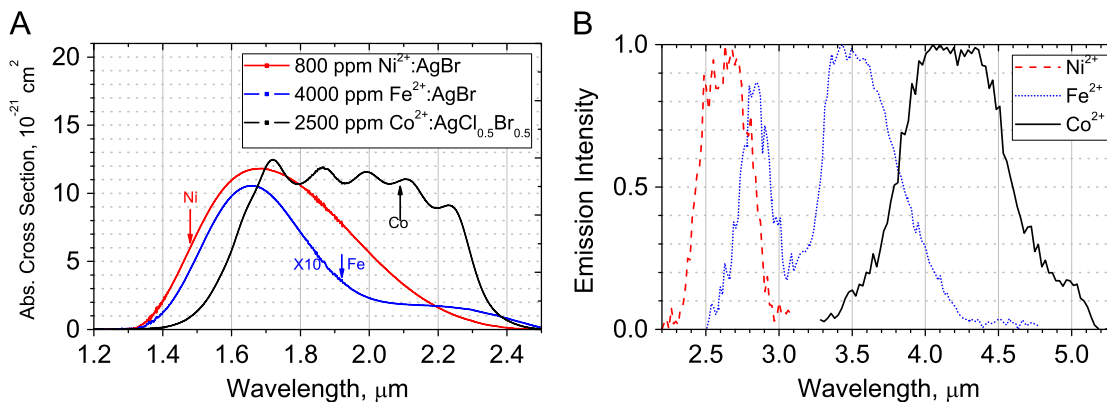 A
Abs. Cross Section, 10⁻²¹ cm²
20
15
10
5
0
800 ppm Ni²⁺:AgBr
4000 ppm Fe²⁺:AgBr
2500 ppm Co²⁺:AgCl₀.₅Br₀.₅
Ni
Co
X10
Fe
1.2 1.4 1.6 1.8 2.0 2.2 2.4
Wavelength, μm
B
Emission Intensity
1.0
0.5
0.0
Ni²⁺
Fe²⁺
Co²⁺
2.5 3.0 3.5 4.0 4.5 5.0
Wavelength, μm